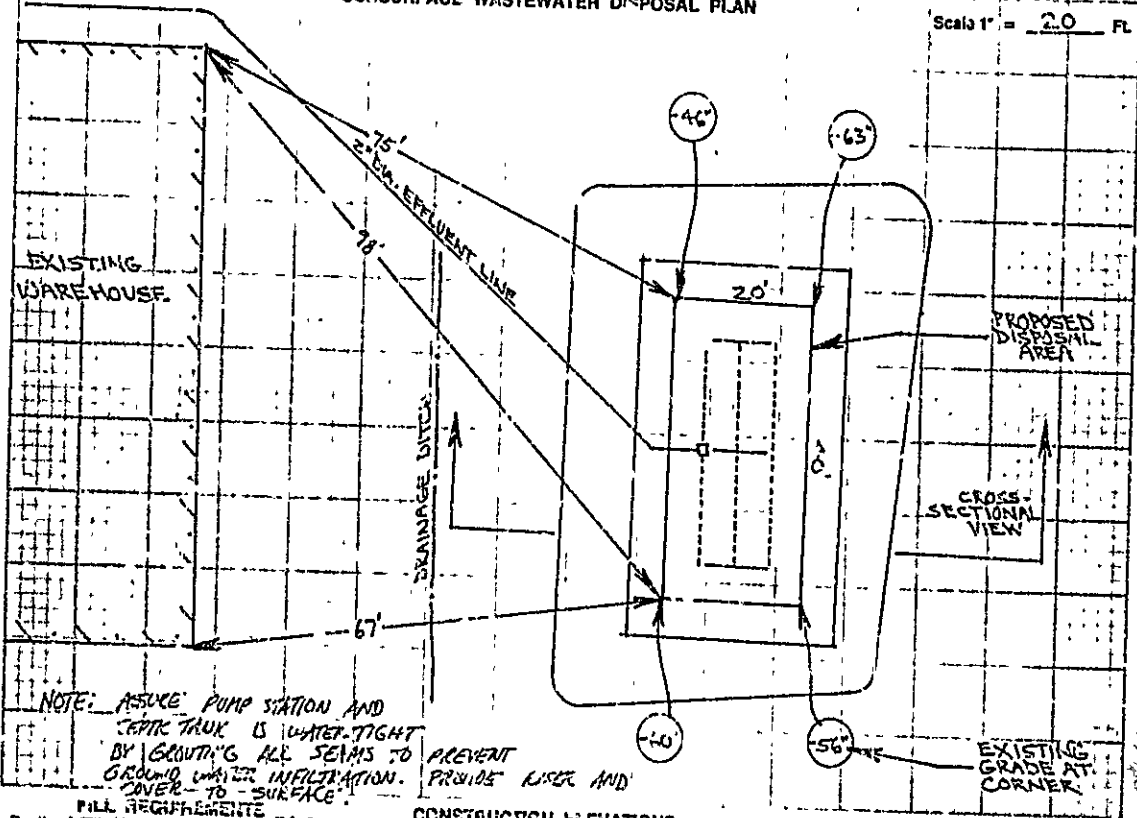 SUBSURFACE WASTEWATER DISPOSAL PLAN
Scale 1" = 20 Ft.
-46"
-63"
75'
2" DIA. EFFLUENT LINE
98'
EXISTING
WAREHOUSE
20'
PROPOSED
DISPOSAL
AREA
DRAINAGE DITCH
CROSS-
SECTIONAL
VIEW
67'
NOTE: ASSURE PUMP STATION AND
SEPTIC TANK IS WATER-TIGHT
BY GROUTING ALL SEAMS TO PREVENT
GROUND WATER INFILTRATION. PROVIDE RISER AND
COVER TO SURFACE.
-56"
EXISTING
GRADE AT
CORNER
FILL REQUIREMENTS
CONSTRUCTION ELEVATIONS